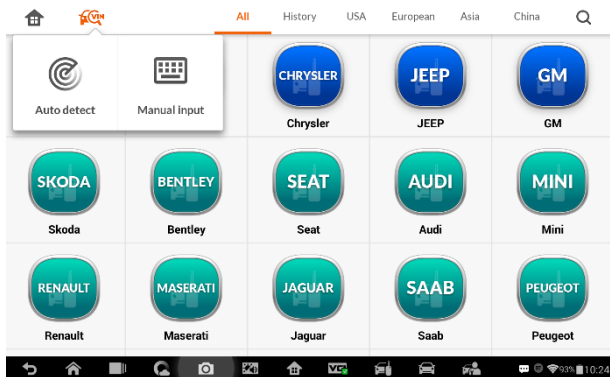 VIN All History USA European Asia China
Auto detect Manual input
CHRYSLER JEEP GM
Chrysler JEEP GM
SKODA BENTLEY SEAT AUDI MINI
Skoda Bentley Seat Audi Mini
RENAULT MASERATI JAGUAR SAAB PEUGEOT
Renault Maserati Jaguar Saab Peugeot
93% 10:24